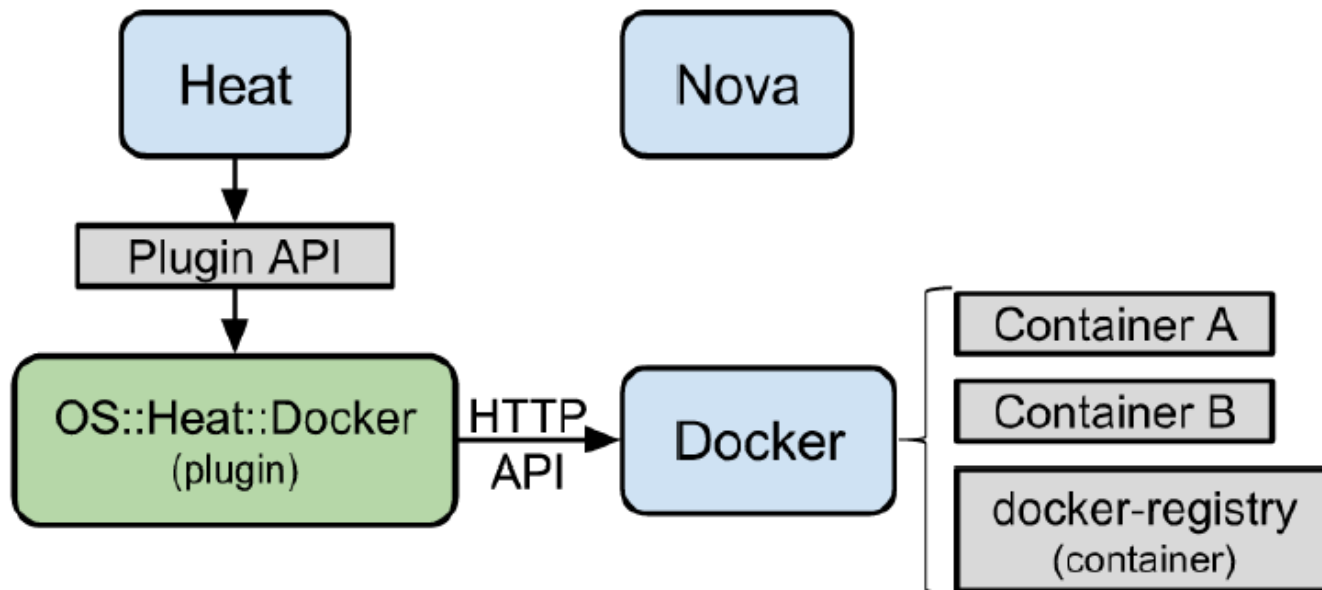 Heat
Nova
Plugin API
OS::Heat::Docker
(plugin)
HTTP
API
Docker
Container A
Container B
docker-registry
(container)